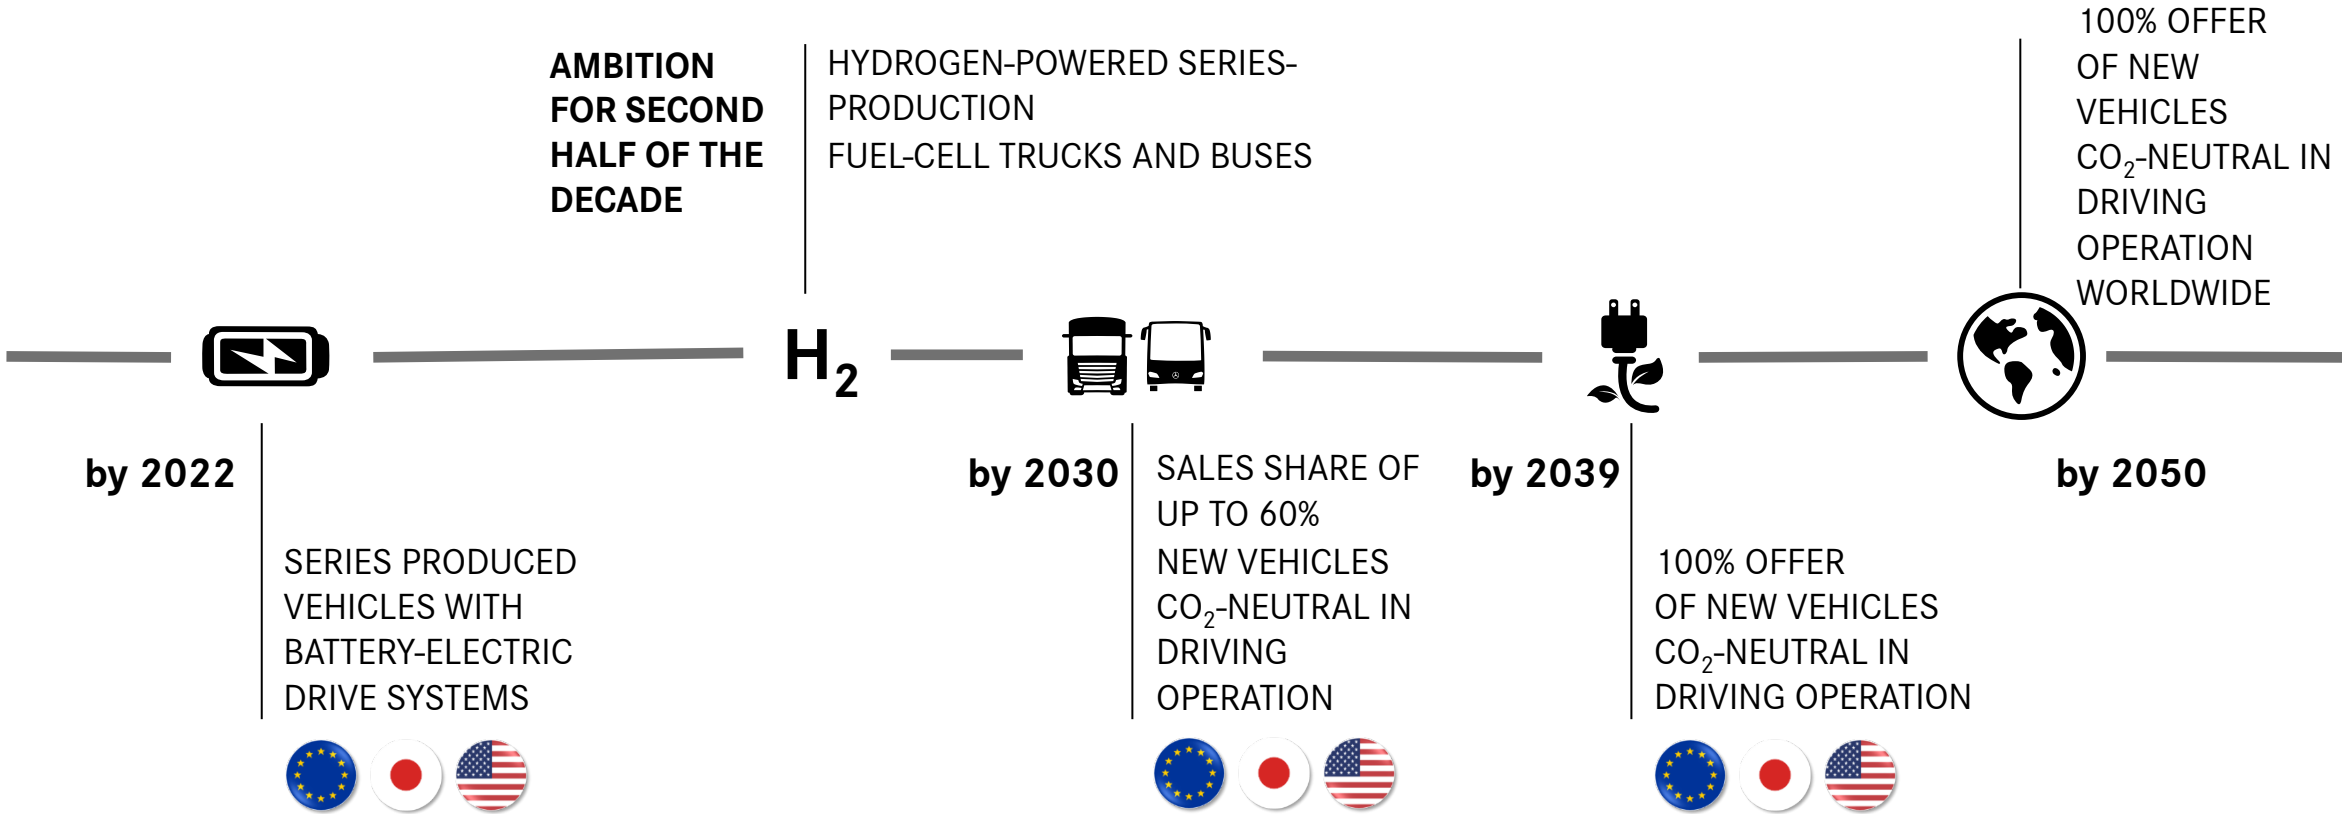 AMBITION
FOR SECOND
HALF OF THE
DECADE
HYDROGEN-POWERED SERIES-
PRODUCTION
FUEL-CELL TRUCKS AND BUSES
100% OFFER
OF NEW
VEHICLES
CO₂-NEUTRAL IN
DRIVING
OPERATION
WORLDWIDE
H₂
by 2022
SERIES PRODUCED
VEHICLES WITH
BATTERY-ELECTRIC
DRIVE SYSTEMS
by 2030
SALES SHARE OF
UP TO 60%
NEW VEHICLES
CO₂-NEUTRAL IN
DRIVING
OPERATION
by 2039
100% OFFER
OF NEW VEHICLES
CO₂-NEUTRAL IN
DRIVING OPERATION
by 2050